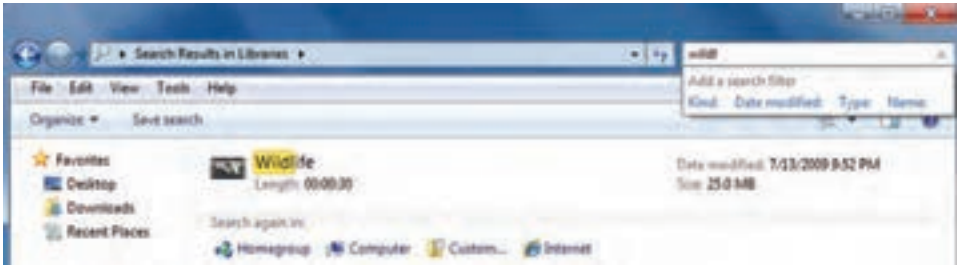 Search Results in Libraries
wildl
Add a search filter
Kind: Date modified: Type: Name:
File Edit View Tools Help
Organize Save search
Favorites
Desktop
Downloads
Recent Places
Wildlife
Length: 00:00:30
Date modified: 7/13/2009 9:52 PM
Size: 25.0 MB
Search again in:
Homegroup Computer Custom... Internet